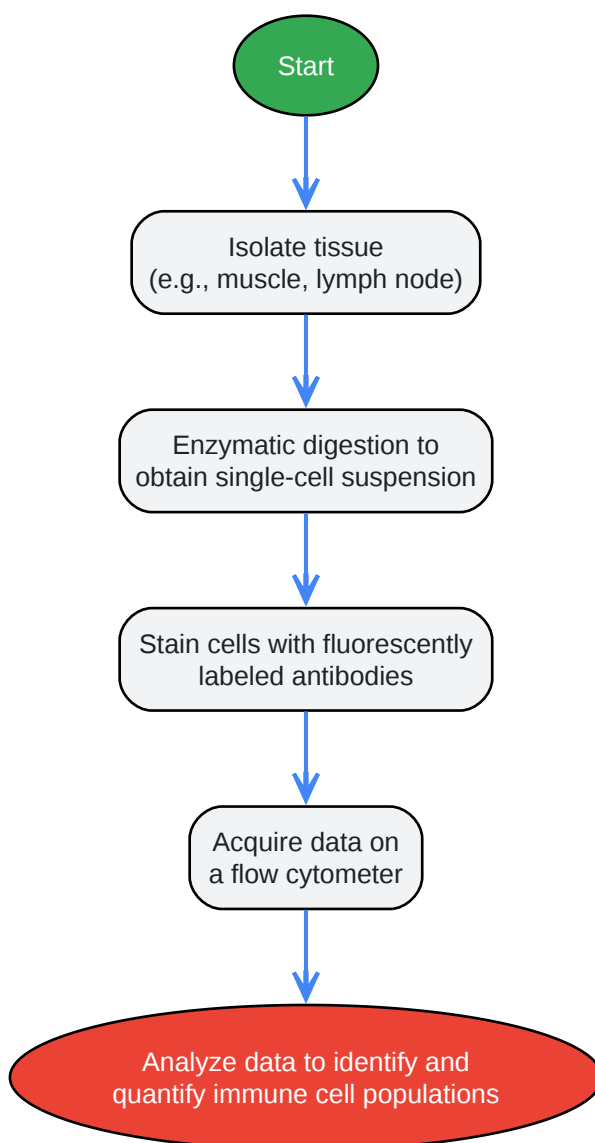 Start
Isolate tissue
(e.g., muscle, lymph node)
Enzymatic digestion to
obtain single-cell suspension
Stain cells with fluorescently
labeled antibodies
Acquire data on
a flow cytometer
Analyze data to identify and
quantify immune cell populations